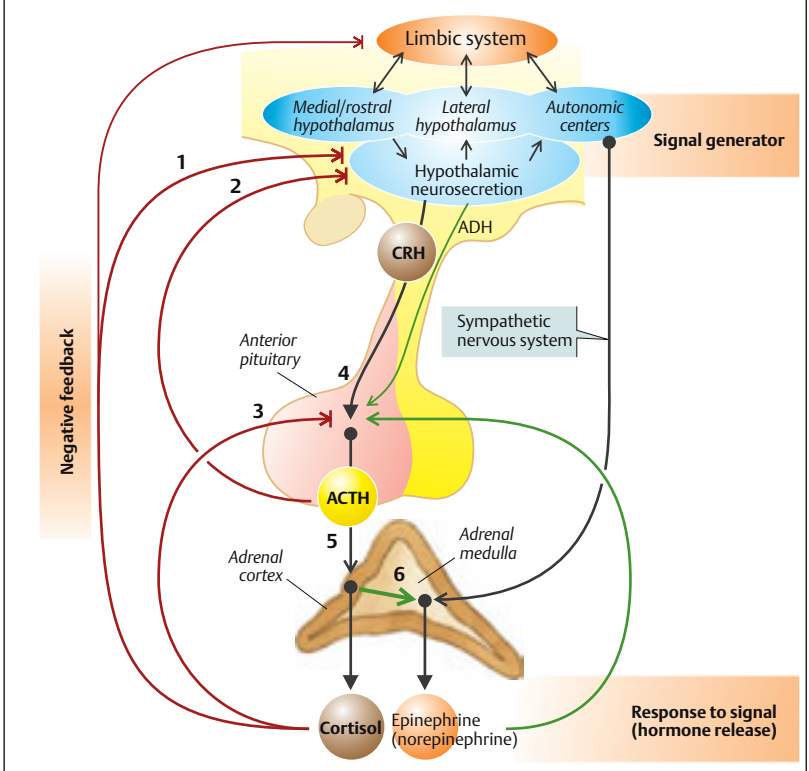 Limbic system
Medial/rostral
hypothalamus
Lateral
hypothalamus
Autonomic
centers
Signal generator
1
2
Hypothalamic
neurosecretion
ADH
CRH
Sympathetic
nervous system
Anterior
pituitary
4
3
Negative feedback
ACTH
5
Adrenal
medulla
Adrenal
cortex
6
Cortisol
Epinephrine
(norepinephrine)
Response to signal
(hormone release)